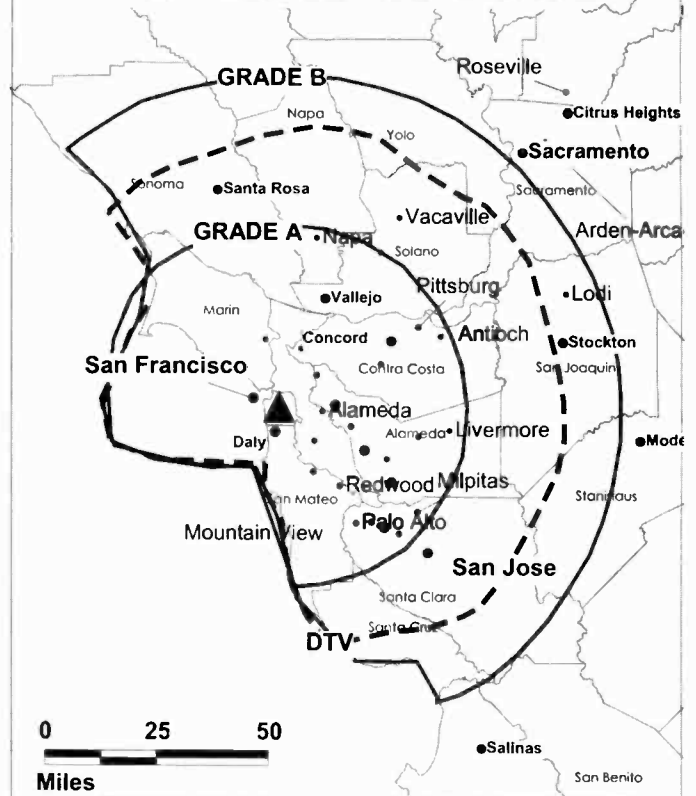 Roseville
GRADE B
Citrus Heights
Napa
Yolo
Sacramento
Sonoma
Santa Rosa
Sacramento
Vacaville
GRADE A
Napa
Arden-Arca
Solano
Pittsburg
Vallejo
Lodi
Marin
Concord
Antioch
Stockton
San Francisco
Contra Costa
San Joaquin
Alameda
Daly
Alameda
Livermore
Mode
Redwood
Milpitas
San Mateo
Stanislaus
Palo Alto
Mountain View
San Jose
Santa Clara
Santa Cruz
DTV
0 25 50
Miles
Salinas
San Benito